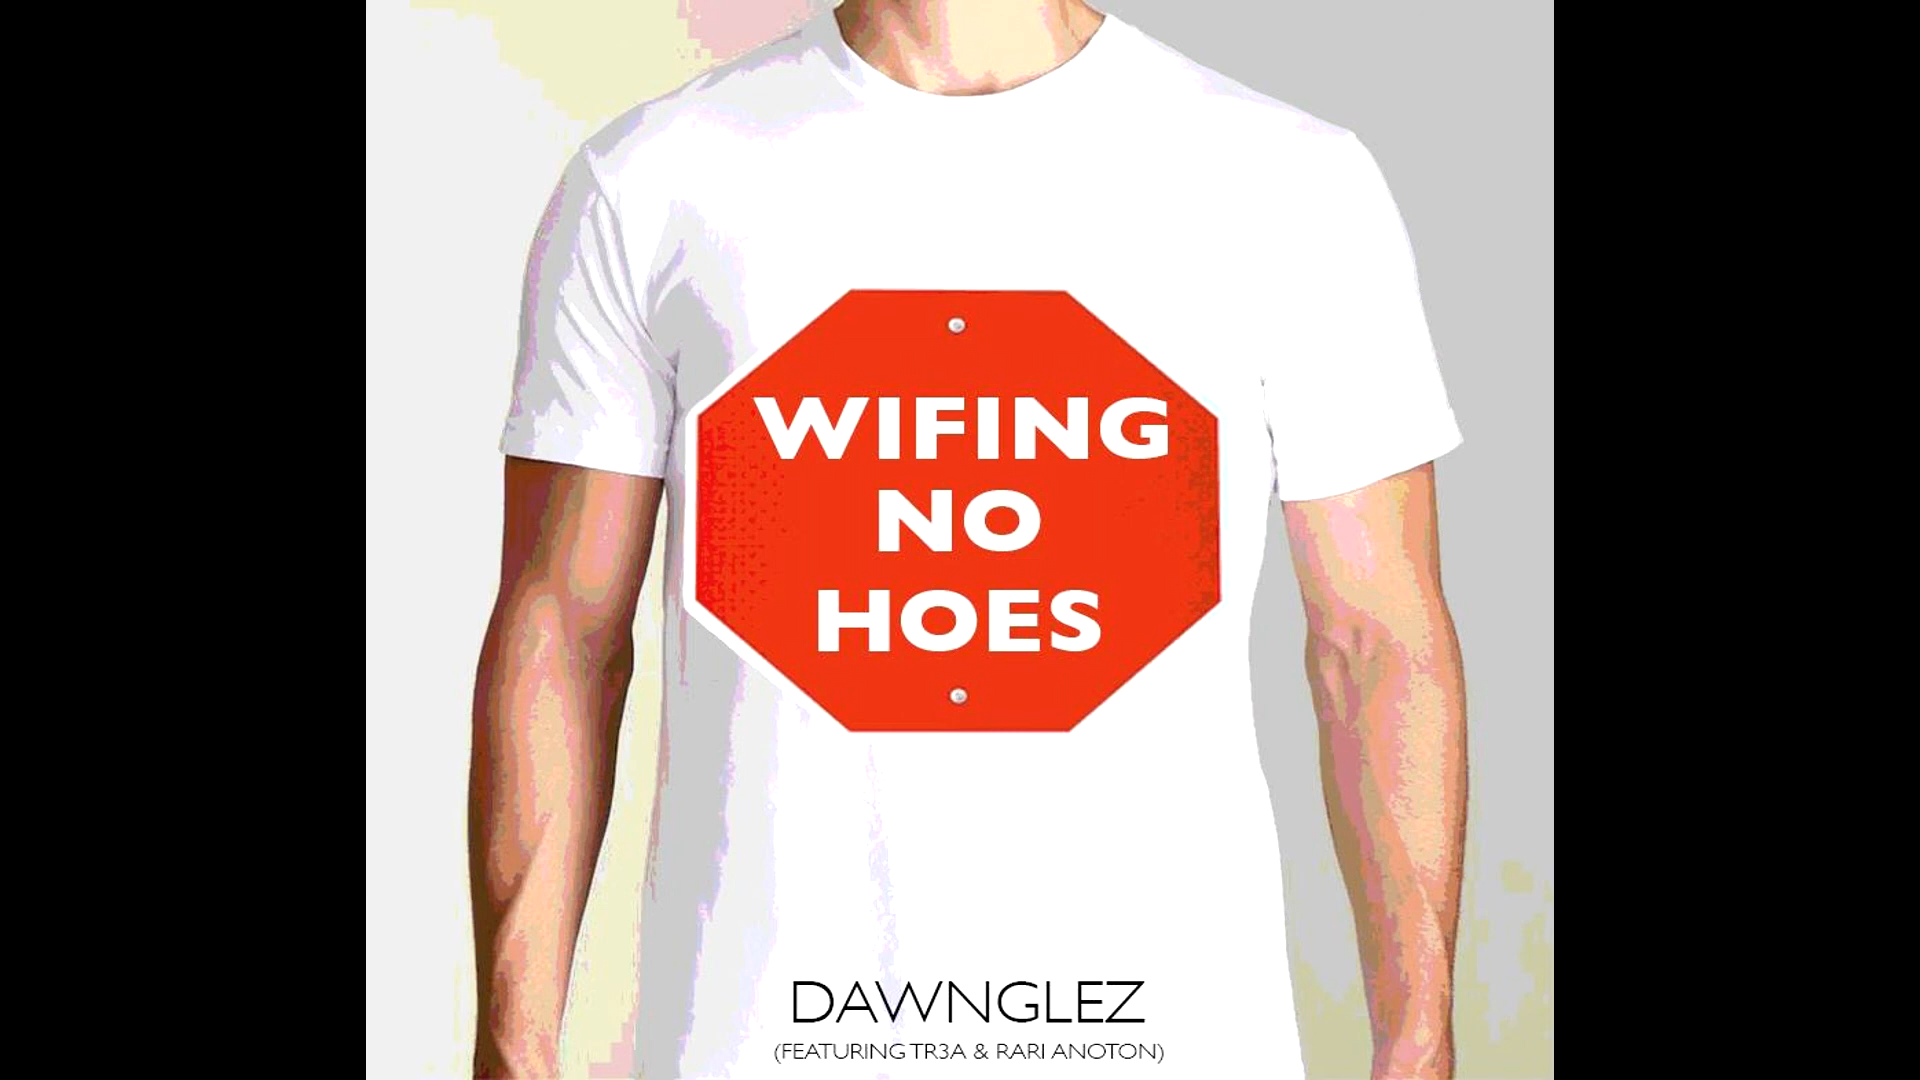 WIFING
NO
HOES
DAWNGLEZ
(FEATURING TR3A & RARI ANOTON)